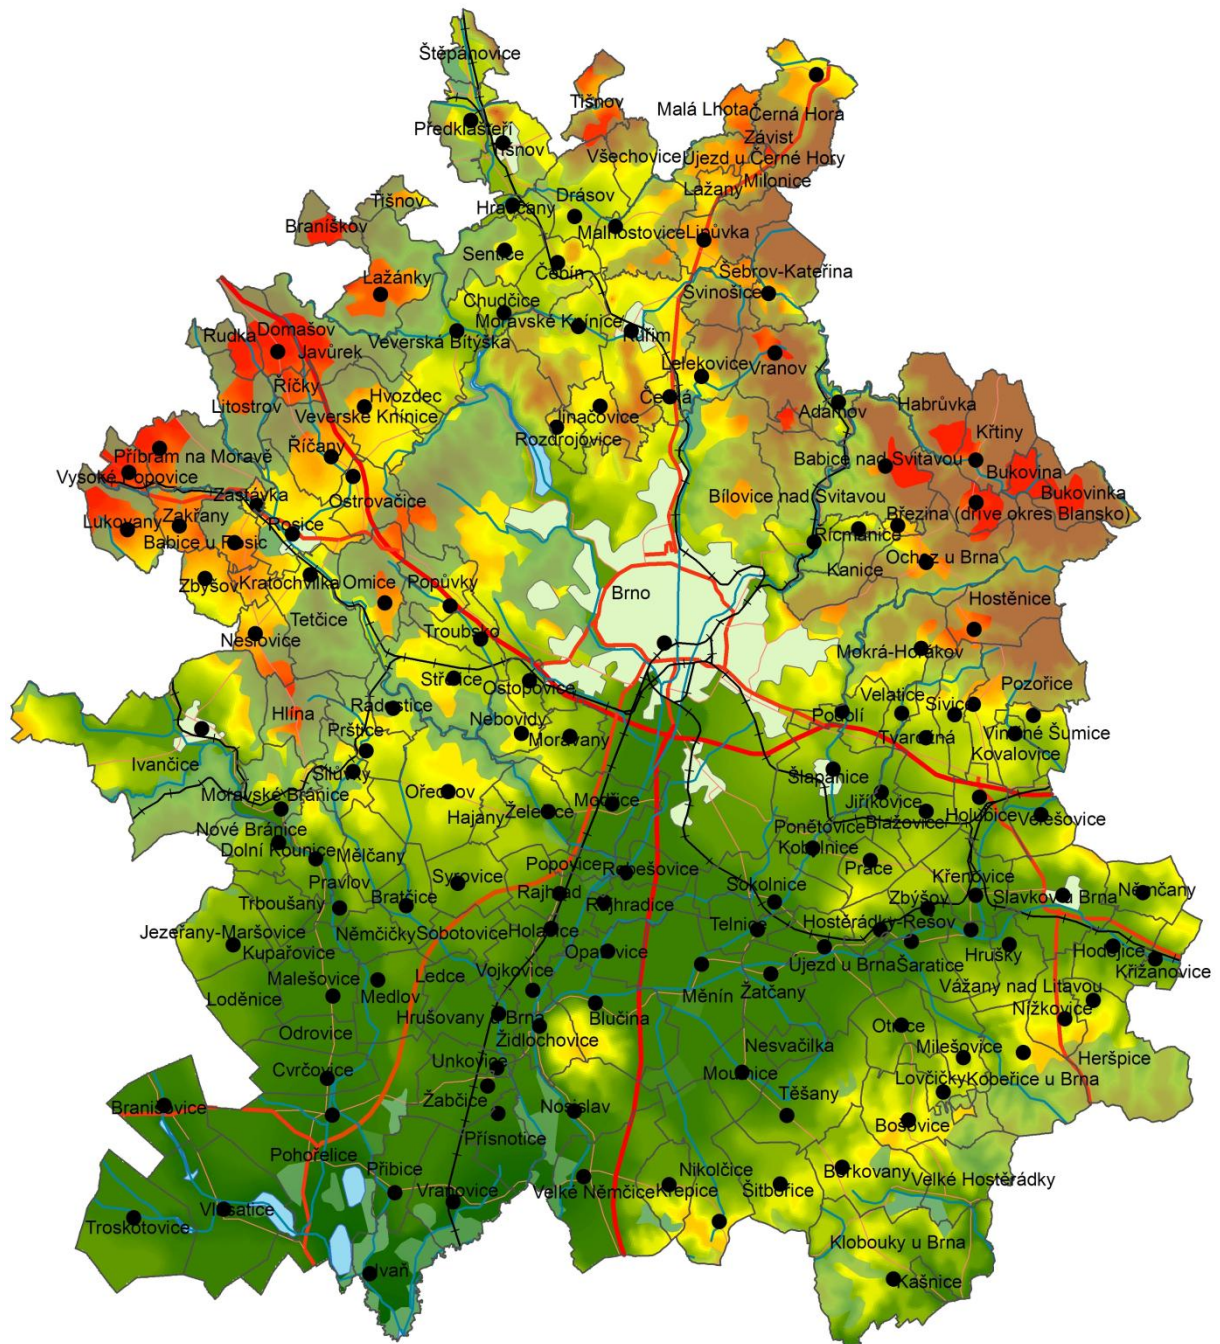 Štěpánovice
Tišnov
Malá Lhota
Černá Hora
Předklášteří
Závist
Tišnov
Všechovice
Újezd u Černé Hory
Milonice
Lažany
Tišnov
Drásov
Hradčany
Braníškov
Malhostovice
Lipůvka
Sentice
Čebín
Šebrov-Kateřina
Lažánky
Svinošice
Chudčice
Moravské Knínice
Kuřim
Rudka
Domašov
Javůrek
Veverská Bítýška
Lelekovice
Vranov
Říčky
Hvozdec
Litostrov
Veverské Knínice
Česká
Jinačovice
Adamov
Habrůvka
Rozdrojovice
Křtiny
Říčany
Příbram na Moravě
Babice nad Svitavou
Bukovina
Vysoké Popovice
Zastávka
Ostrovačice
Bílovice nad Svitavou
Bukovinka
Lukovany
Zakřany
Rosice
Březina (dříve okres Blansko)
Babice u Rosic
Řícmanice
Ochoz u Brna
Kanice
Zbýšov
Kratochvilka
Omice
Popůvky
Brno
Hostěnice
Tetčice
Troubsko
Neslovice
Mokrá-Horákov
Střelice
Ostopovice
Pozořice
Velatice
Sivice
Hlína
Radostice
Nebovidy
Podolí
Prštice
Moravany
Tvarožná
Viničné Šumice
Kovalovice
Ivančice
Silůvky
Šlapanice
Moravské Bránice
Ořechov
Modřice
Jiříkovice
Hajany
Želešice
Holubice
Velešovice
Blažovice
Nové Bránice
Ponětovice
Dolní Kounice
Mělčany
Kobylnice
Popovice
Rebešovice
Práce
Pravlov
Syrovice
Rajhrad
Sokolnice
Křenovice
Němčany
Trboušany
Bratčice
Rajhradice
Zbýšov
Slavkov u Brna
Jezeřany-Maršovice
Němčičky
Sobotovice
Holasice
Telnice
Hostěrádky-Rešov
Kupařovice
Opatovice
Újezd u Brna
Šaratice
Hrušky
Hodějice
Křižanovice
Malešovice
Ledce
Vojkovice
Loděnice
Medlov
Měnín
Žatčany
Vážany nad Litavou
Nížkovice
Hrušovany u Brna
Blučina
Odrovice
Židlochovice
Otnice
Nesvačilka
Milešovice
Heršpice
Unkovice
Cvrčovice
Moutnice
Lovčičky
Kobeřice u Brna
Branišovice
Žabčice
Nosislav
Těšany
Přísnotice
Bošovice
Pohořelice
Přibice
Nikolčice
Borkovany
Velké Hostěrádky
Vranovice
Velké Němčice
Křepice
Šitbořice
Vlasatice
Troskotovice
Klobouky u Brna
Ivaň
Kašnice